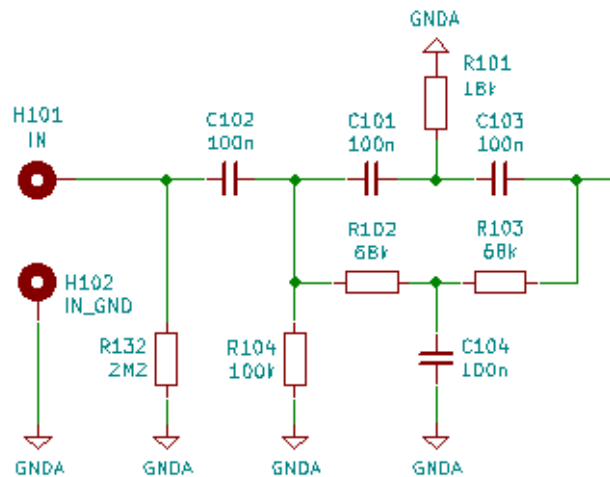 GNDA
R101
18k
H101
IN
C102
100n
C101
100n
C103
100n
R102
68k
R103
68k
H102
IN_GND
R132
2M2
R104
100k
C104
100n
GNDA
GNDA
GNDA
GNDA